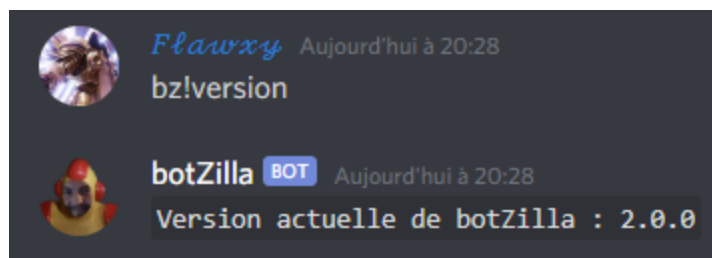 Flawxy Aujourd'hui à 20:28
bz!version
botZilla BOT Aujourd'hui à 20:28
Version actuelle de botZilla : 2.0.0